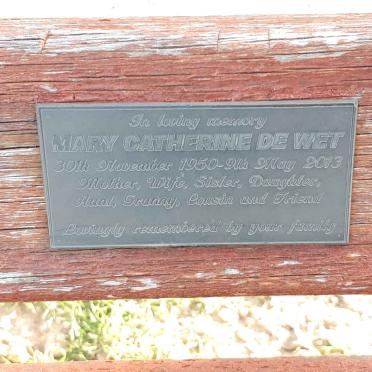 In loving memory
MARY CATHERINE DE WET
30th November 1950-9th May 2013
Mother, Wife, Sister, Daughter,
Aunt, Granny, Cousin and Friend
Lovingly remembered by your family